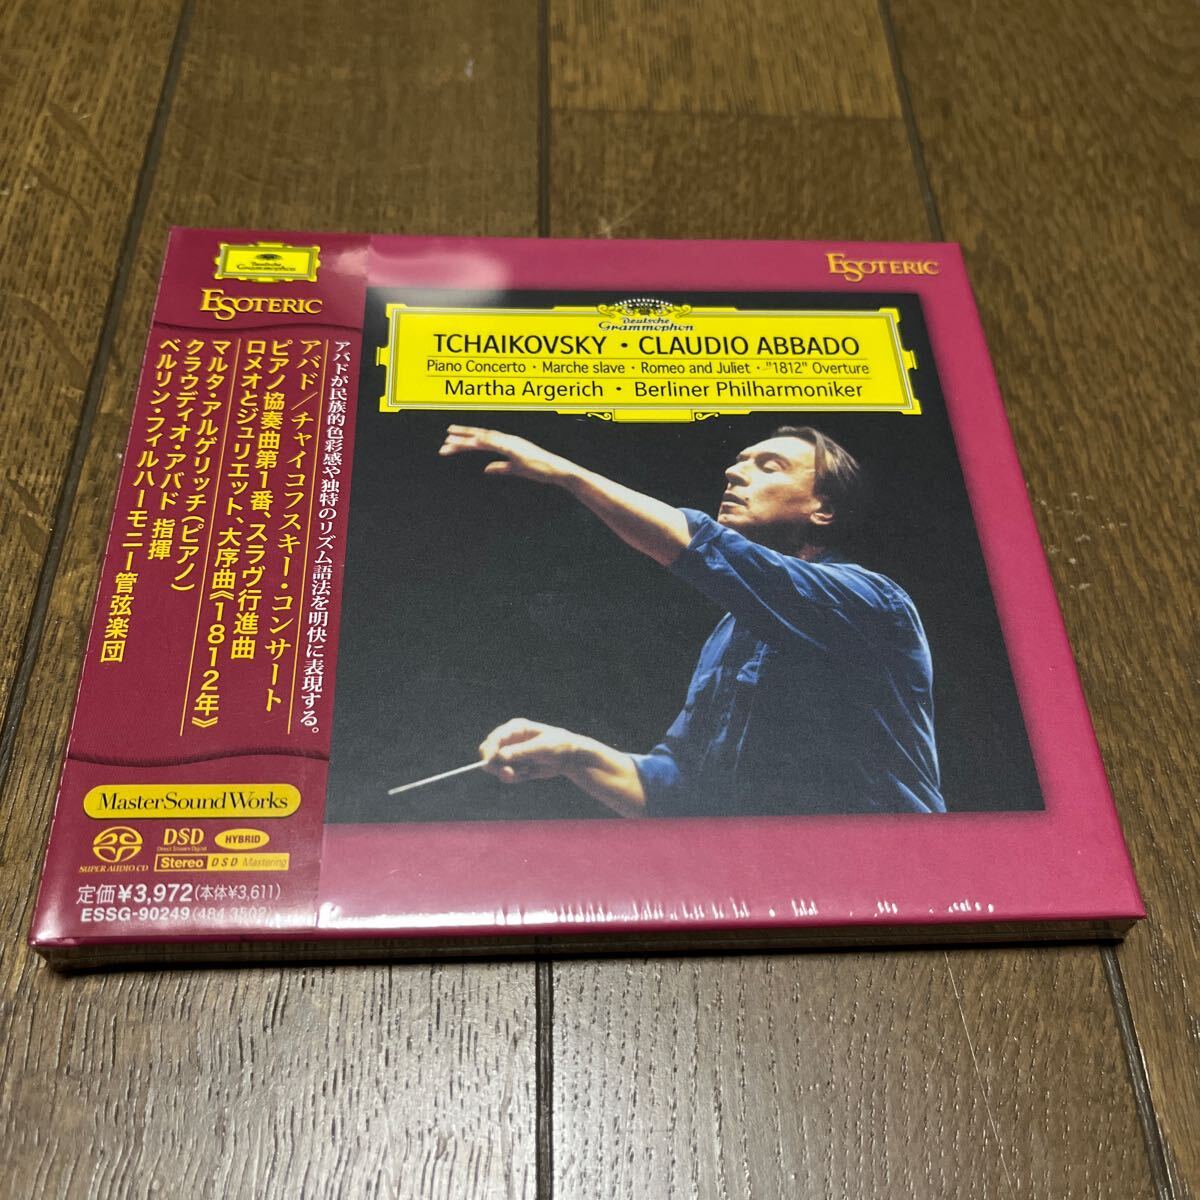 Deutsche
Grammophon
ESOTERIC
アバドが民族的色彩感や独特のリズム語法を明快に表現する。
アバド／チャイコフスキー・コンサート
ピアノ協奏曲第1番、スラヴ行進曲
ロメオとジュリエット、大序曲《1812年》
マルタ・アルゲリッチ(ピアノ)
クラウディオ・アバド 指揮
ベルリン・フィルハーモニー管弦楽団
MasterSoundWorks
SUPER AUDIO CD
DSD
Direct Stream Digital
HYBRID
Stereo DSD Mastering
定価¥3,972(本体¥3,611)
ESSG-90249(484 3502)
ESOTERIC
Deutsche
Grammophon
TCHAIKOVSKY · CLAUDIO ABBADO
Piano Concerto · Marche slave · Romeo and Juliet · "1812" Overture
Martha Argerich · Berliner Philharmoniker